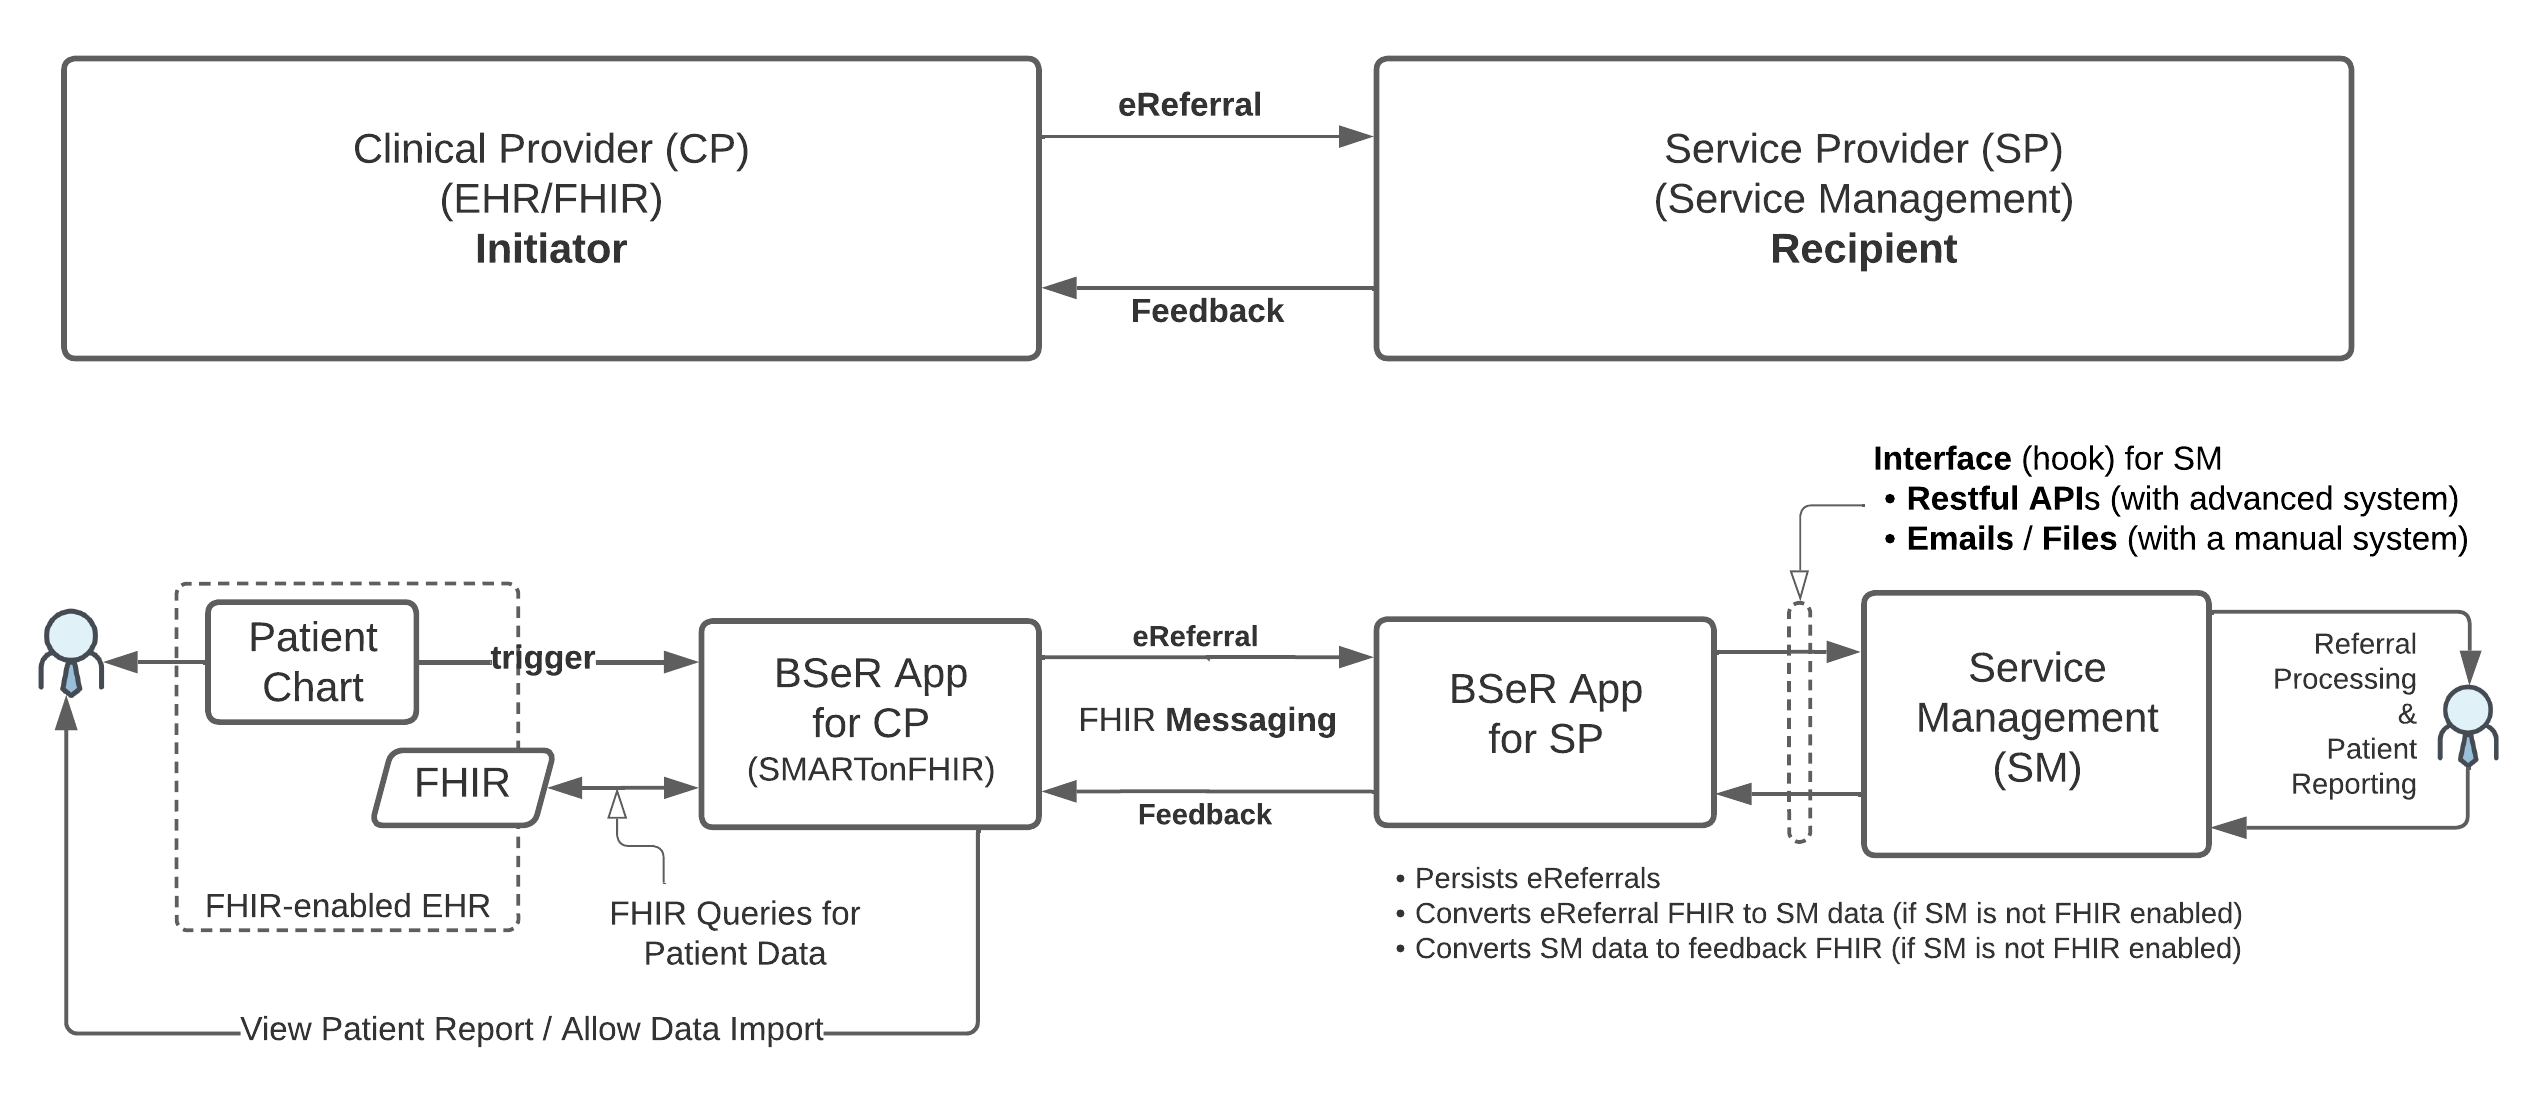 Clinical Provider (CP)
(EHR/FHIR)
Initiator
eReferral
Feedback
Service Provider (SP)
(Service Management)
Recipient
Interface (hook) for SM
• Restful APIs (with advanced system)
• Emails / Files (with a manual system)
Patient
Chart
trigger
FHIR
FHIR-enabled EHR
FHIR Queries for
Patient Data
BSeR App
for CP
(SMARTonFHIR)
eReferral
FHIR Messaging
Feedback
BSeR App
for SP
Service
Management
(SM)
Referral
Processing
&
Patient
Reporting
• Persists eReferrals
• Converts eReferral FHIR to SM data (if SM is not FHIR enabled)
• Converts SM data to feedback FHIR (if SM is not FHIR enabled)
View Patient Report / Allow Data Import